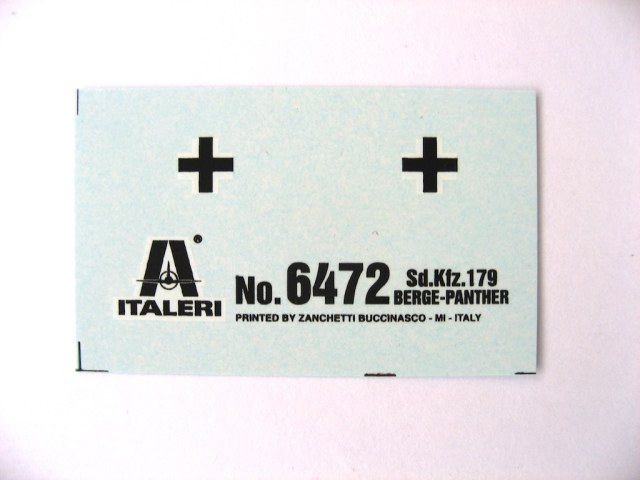 ITALERI
No. 6472
Sd.Kfz.179
BERGE-PANTHER
PRINTED BY ZANCHETTI BUCCINASCO - MI - ITALY